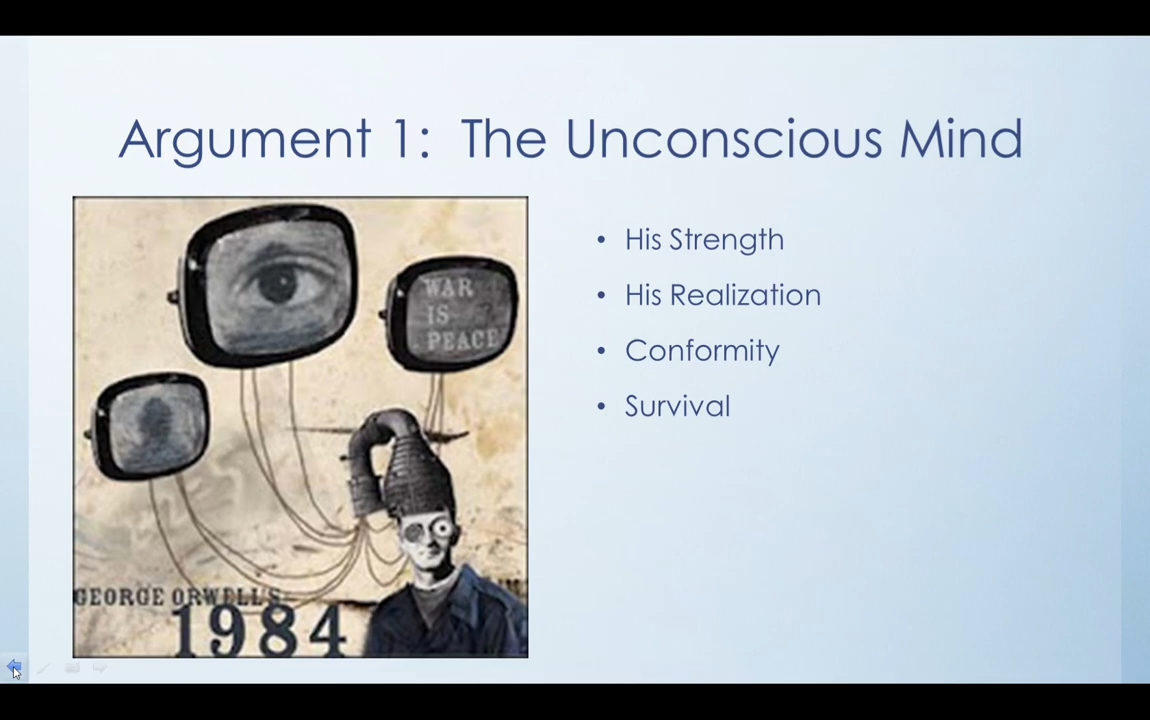 Argument 1: The Unconscious Mind
WAR
IS
PEACE
GEORGE ORWELL'S
1984
• His Strength
• His Realization
• Conformity
• Survival